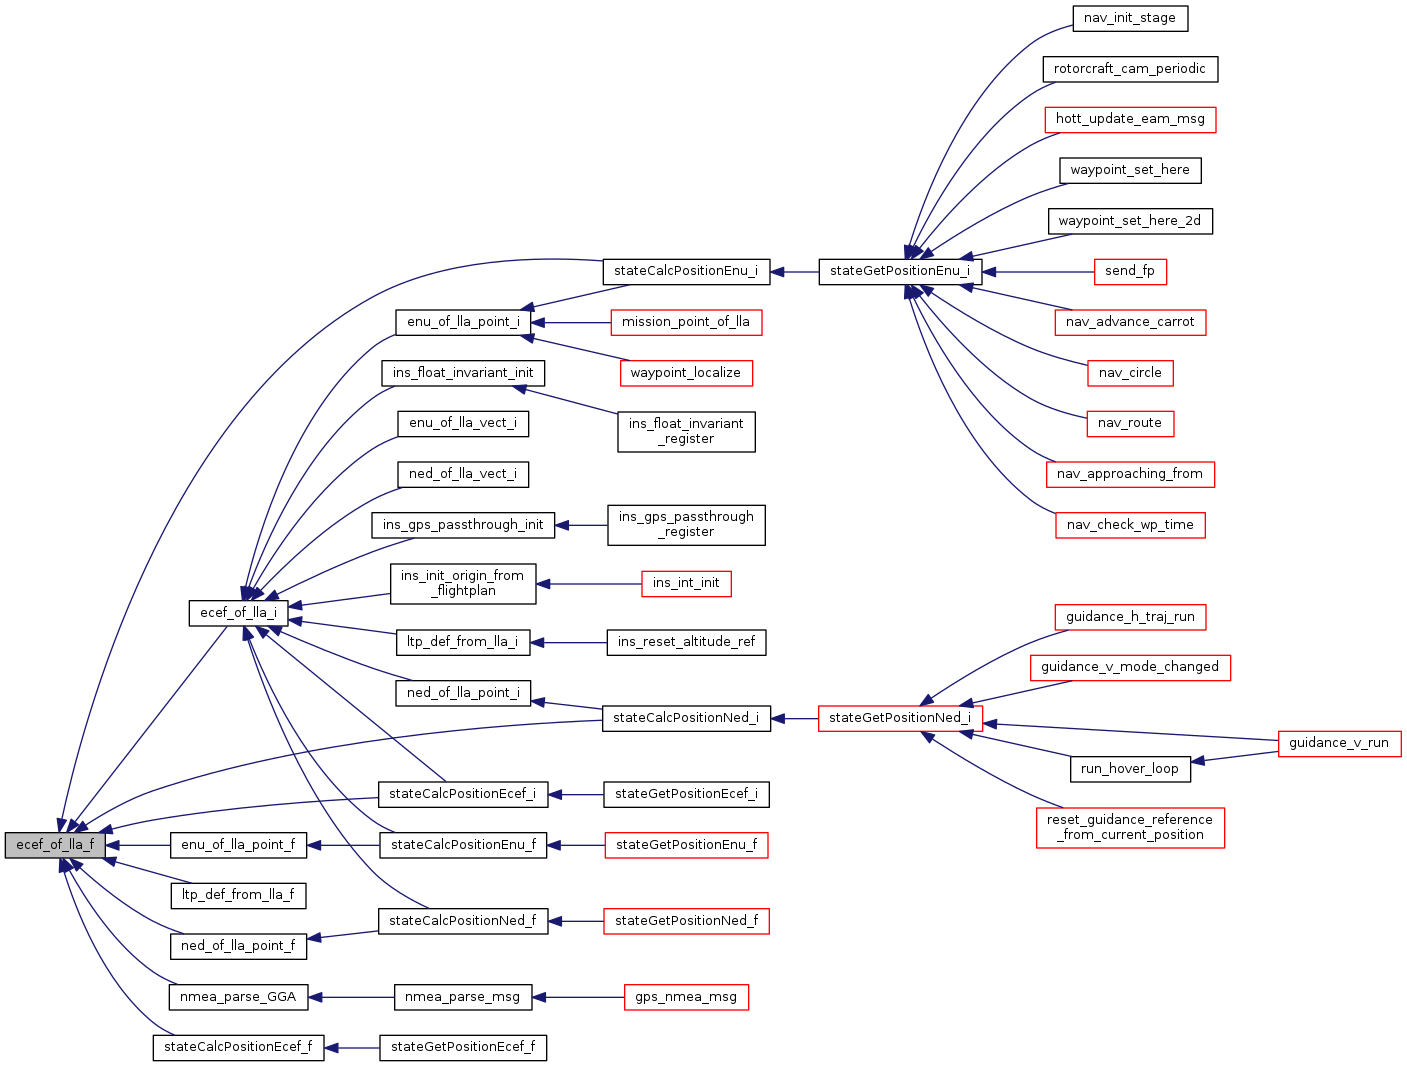 nav_init_stage
rotorcraft_cam_periodic
hott_update_eam_msg
waypoint_set_here
waypoint_set_here_2d
stateCalcPositionEnu_i
stateGetPositionEnu_i
send_fp
enu_of_lla_point_i
mission_point_of_lla
nav_advance_carrot
ins_float_invariant_init
waypoint_localize
nav_circle
enu_of_lla_vect_i
ins_float_invariant
_register
nav_route
ned_of_lla_vect_i
nav_approaching_from
ins_gps_passthrough_init
ins_gps_passthrough
_register
nav_check_wp_time
ins_init_origin_from
_flightplan
ins_int_init
ecef_of_lla_i
guidance_h_traj_run
ltp_def_from_lla_i
ins_reset_altitude_ref
guidance_v_mode_changed
ned_of_lla_point_i
stateCalcPositionNed_i
stateGetPositionNed_i
guidance_v_run
run_hover_loop
stateCalcPositionEcef_i
stateGetPositionEcef_i
reset_guidance_reference
_from_current_position
ecef_of_lla_f
enu_of_lla_point_f
stateCalcPositionEnu_f
stateGetPositionEnu_f
ltp_def_from_lla_f
stateCalcPositionNed_f
stateGetPositionNed_f
ned_of_lla_point_f
nmea_parse_GGA
nmea_parse_msg
gps_nmea_msg
stateCalcPositionEcef_f
stateGetPositionEcef_f